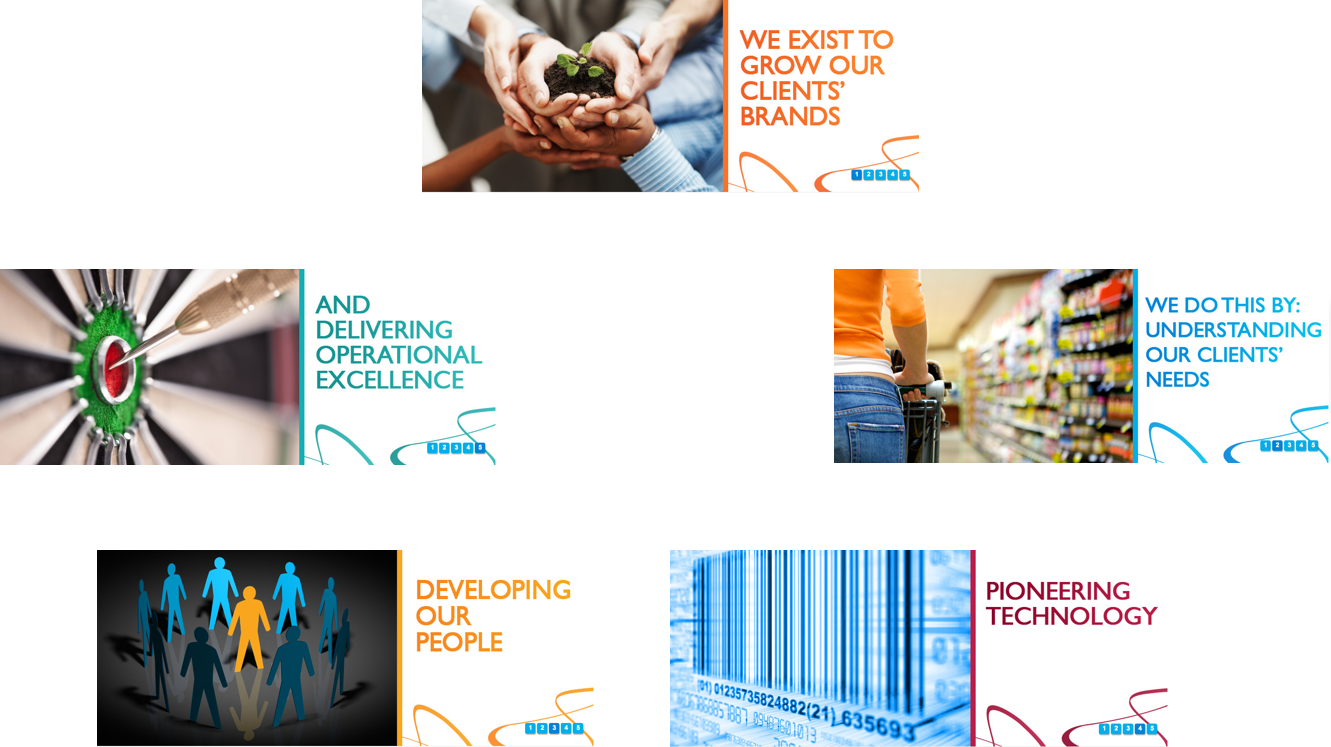 WE EXIST TO
GROW OUR
CLIENTS’
BRANDS
1 2 3 4 5
AND
DELIVERING
OPERATIONAL
EXCELLENCE
1 2 3 4 5
WE DO THIS BY:
UNDERSTANDING
OUR CLIENTS’
NEEDS
1 2 3 4 5
DEVELOPING
OUR
PEOPLE
1 2 3 4 5
PIONEERING
TECHNOLOGY
(01) 01235735824882(21) 635693
1 2 3 4 5